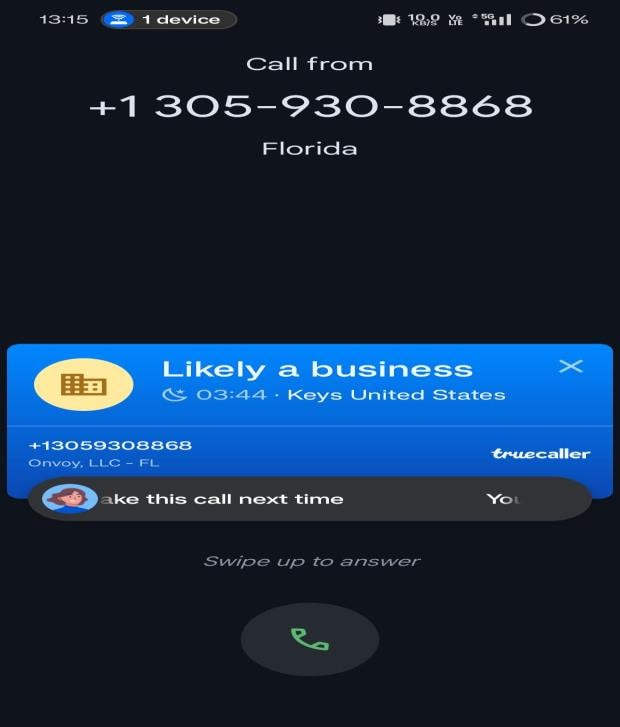 13:15 1 device 10.0 KB/S Vo LTE 5G 61%
Call from
+1 305-930-8868
Florida
Likely a business
03:44 · Keys United States
+13059308868
Onvoy, LLC - FL
truecaller
ake this call next time You
Swipe up to answer